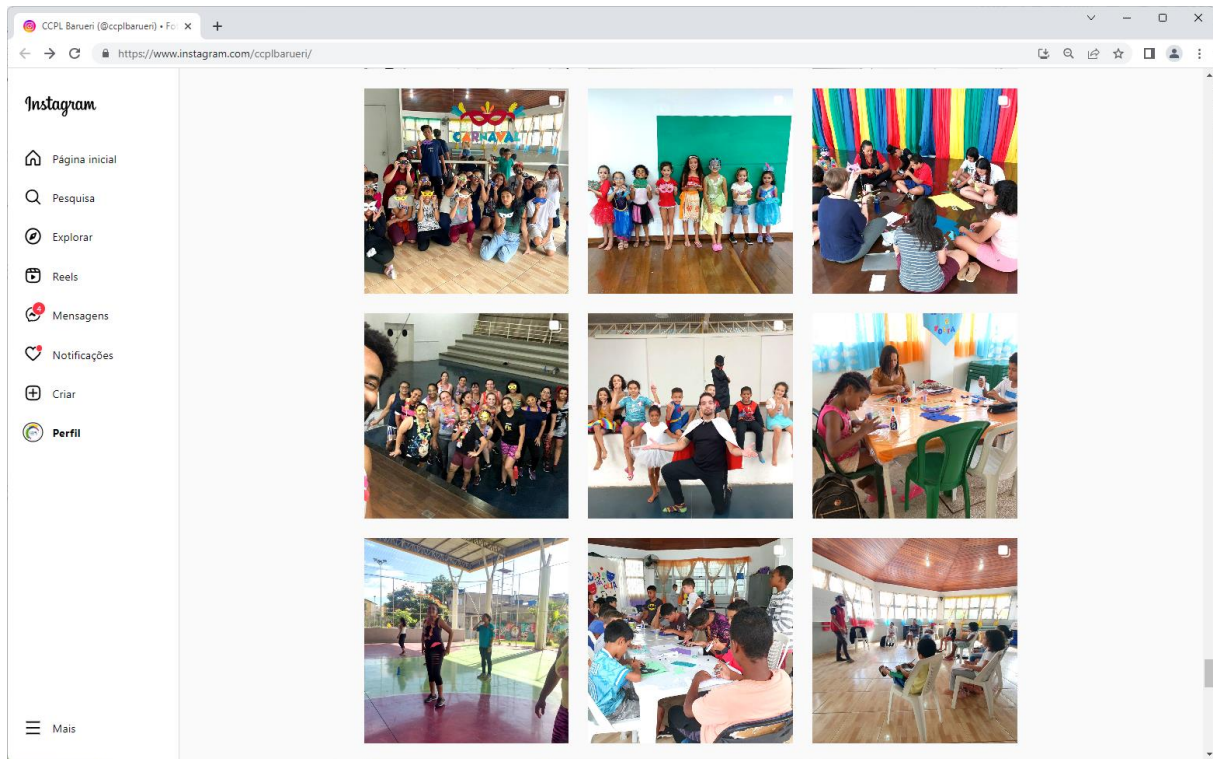 CCPL Barueri (@ccplbarueri) • Fo
https://www.instagram.com/ccplbarueri/
Instagram
Página inicial
Pesquisa
Explorar
Reels
4
Mensagens
Notificações
Criar
Perfil
Mais
CARNAVAL